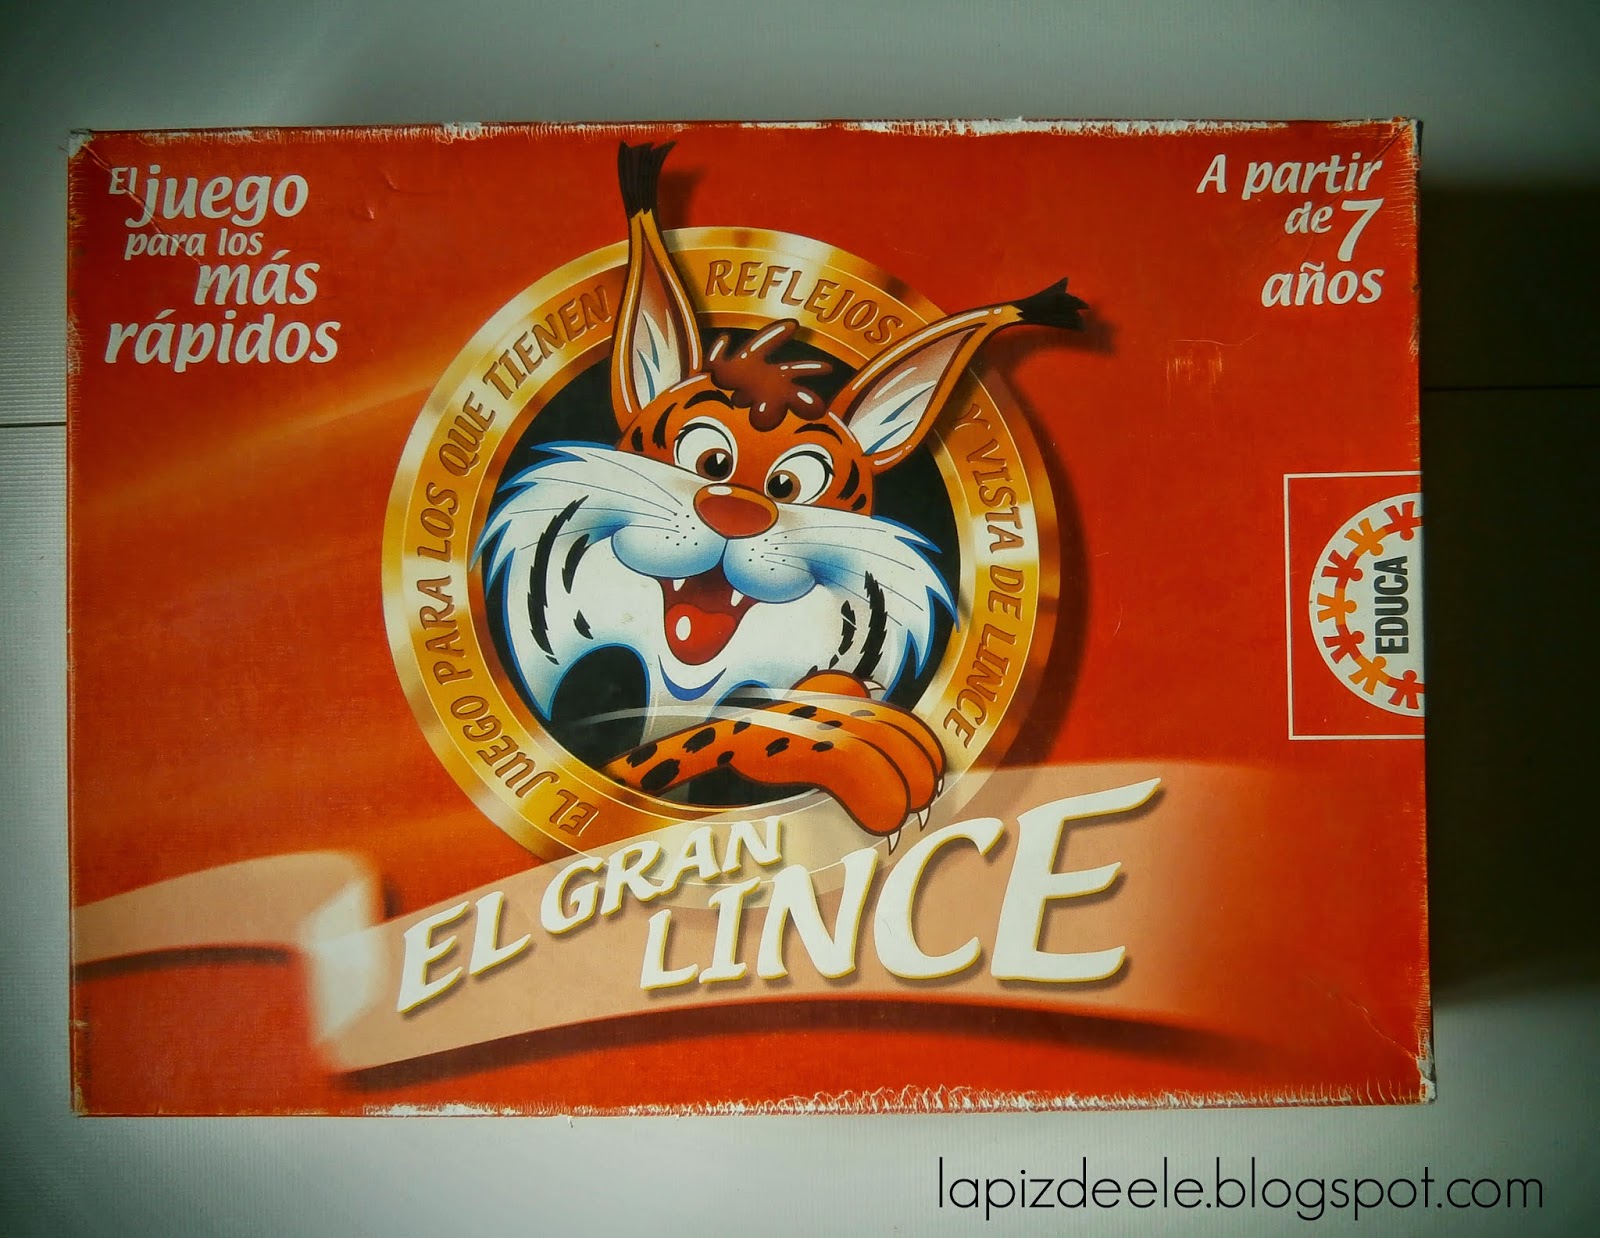 El juego
para los
más
rápidos
A partir
de 7
años
EL JUEGO PARA LOS QUE TIENEN REFLEJOS Y VISTA DE LINCE
EDUCA
EL GRAN
LINCE
lapizdeele.blogspot.com